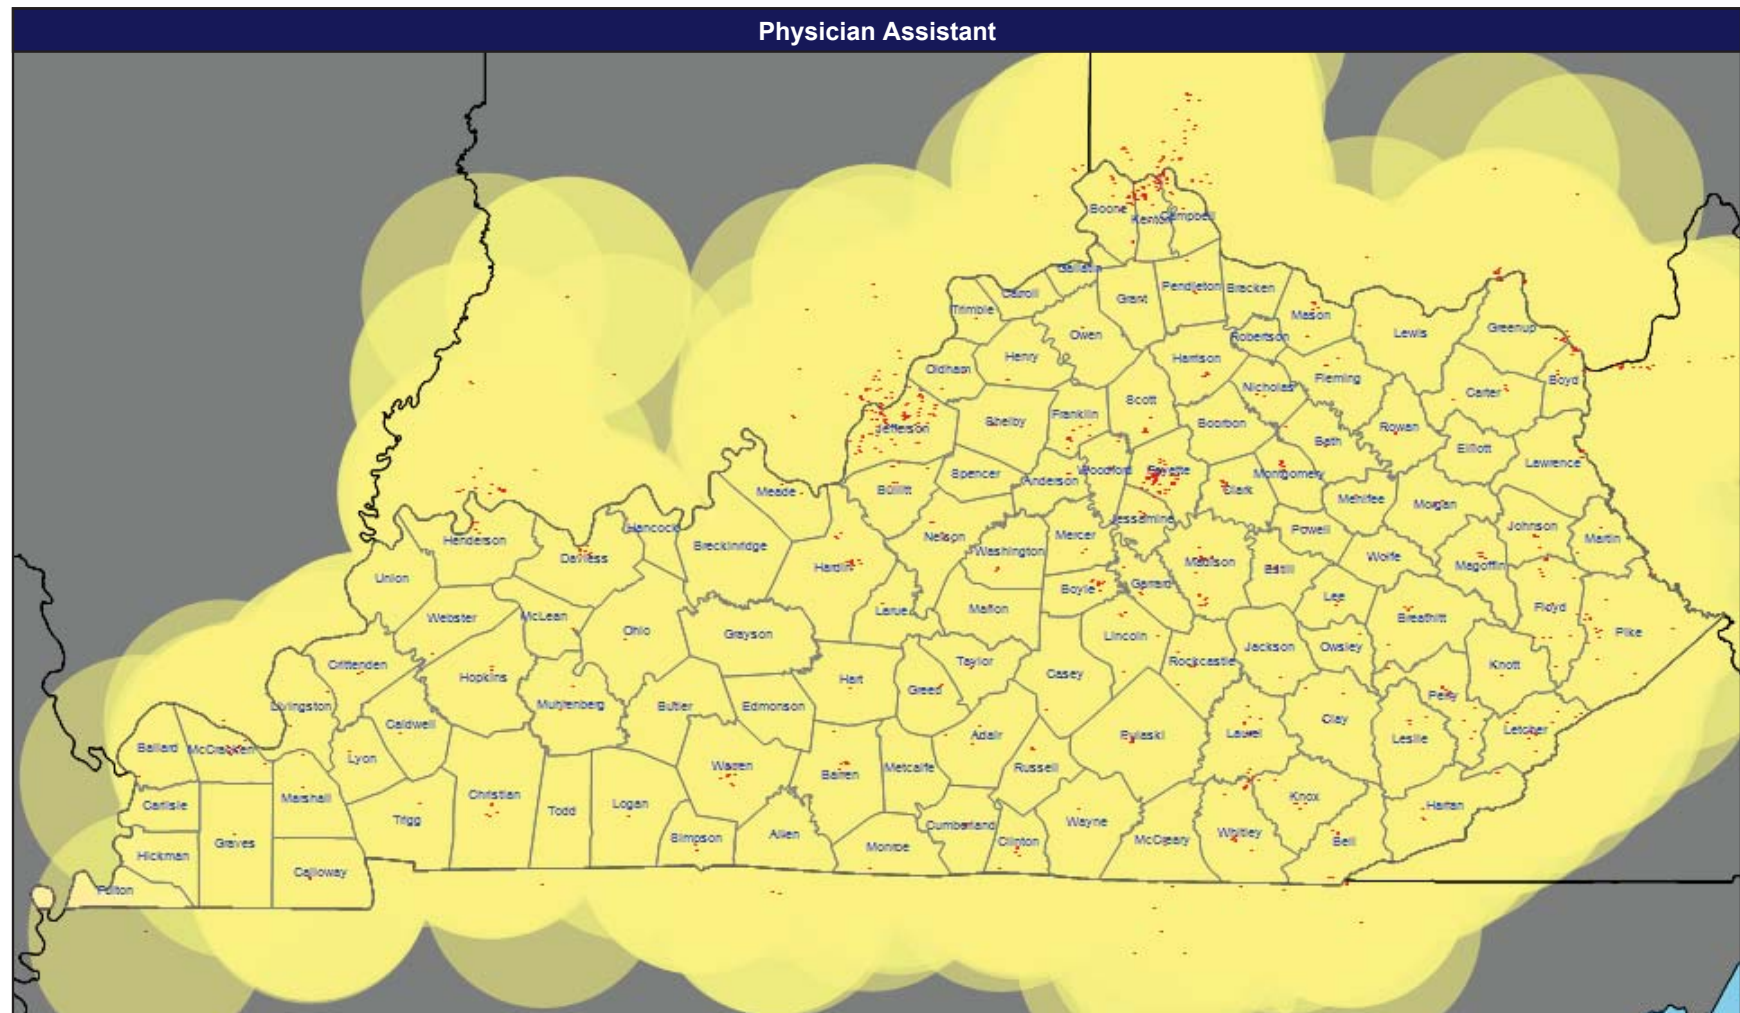 Physician Assistant
Boone
Kenton
Campbell
Gallatin
Carroll
Trimble
Grant
Pendleton
Bracken
Owen
Mason
Robertson
Lewis
Greenup
Henry
Oldham
Harrison
Nicholas
Fleming
Carter
Boyd
Scott
Franklin
Shelby
Jefferson
Bourbon
Bath
Rowan
Elliott
Lawrence
Spencer
Anderson
Woodford
Fayette
Clark
Montgomery
Menifee
Morgan
Meade
Bullitt
Jessamine
Powell
Johnson
Martin
Henderson
Daviess
Hancock
Breckinridge
Hardin
Nelson
Washington
Mercer
Madison
Estill
Wolfe
Magoffin
Union
Boyle
Garrard
Lee
Breathitt
Floyd
Pike
Webster
McLean
Ohio
Grayson
Larue
Marion
Lincoln
Rockcastle
Jackson
Owsley
Knott
Crittenden
Hopkins
Hart
Green
Taylor
Casey
Perry
Livingston
Muhlenberg
Butler
Edmonson
Ballard
McCracken
Caldwell
Lyon
Adair
Pulaski
Laurel
Clay
Leslie
Letcher
Warren
Barren
Metcalfe
Russell
Carlisle
Marshall
Trigg
Christian
Todd
Logan
Knox
Harlan
Graves
Simpson
Allen
Monroe
Cumberland
Clinton
Wayne
McCreary
Whitley
Bell
Hickman
Calloway
Fulton